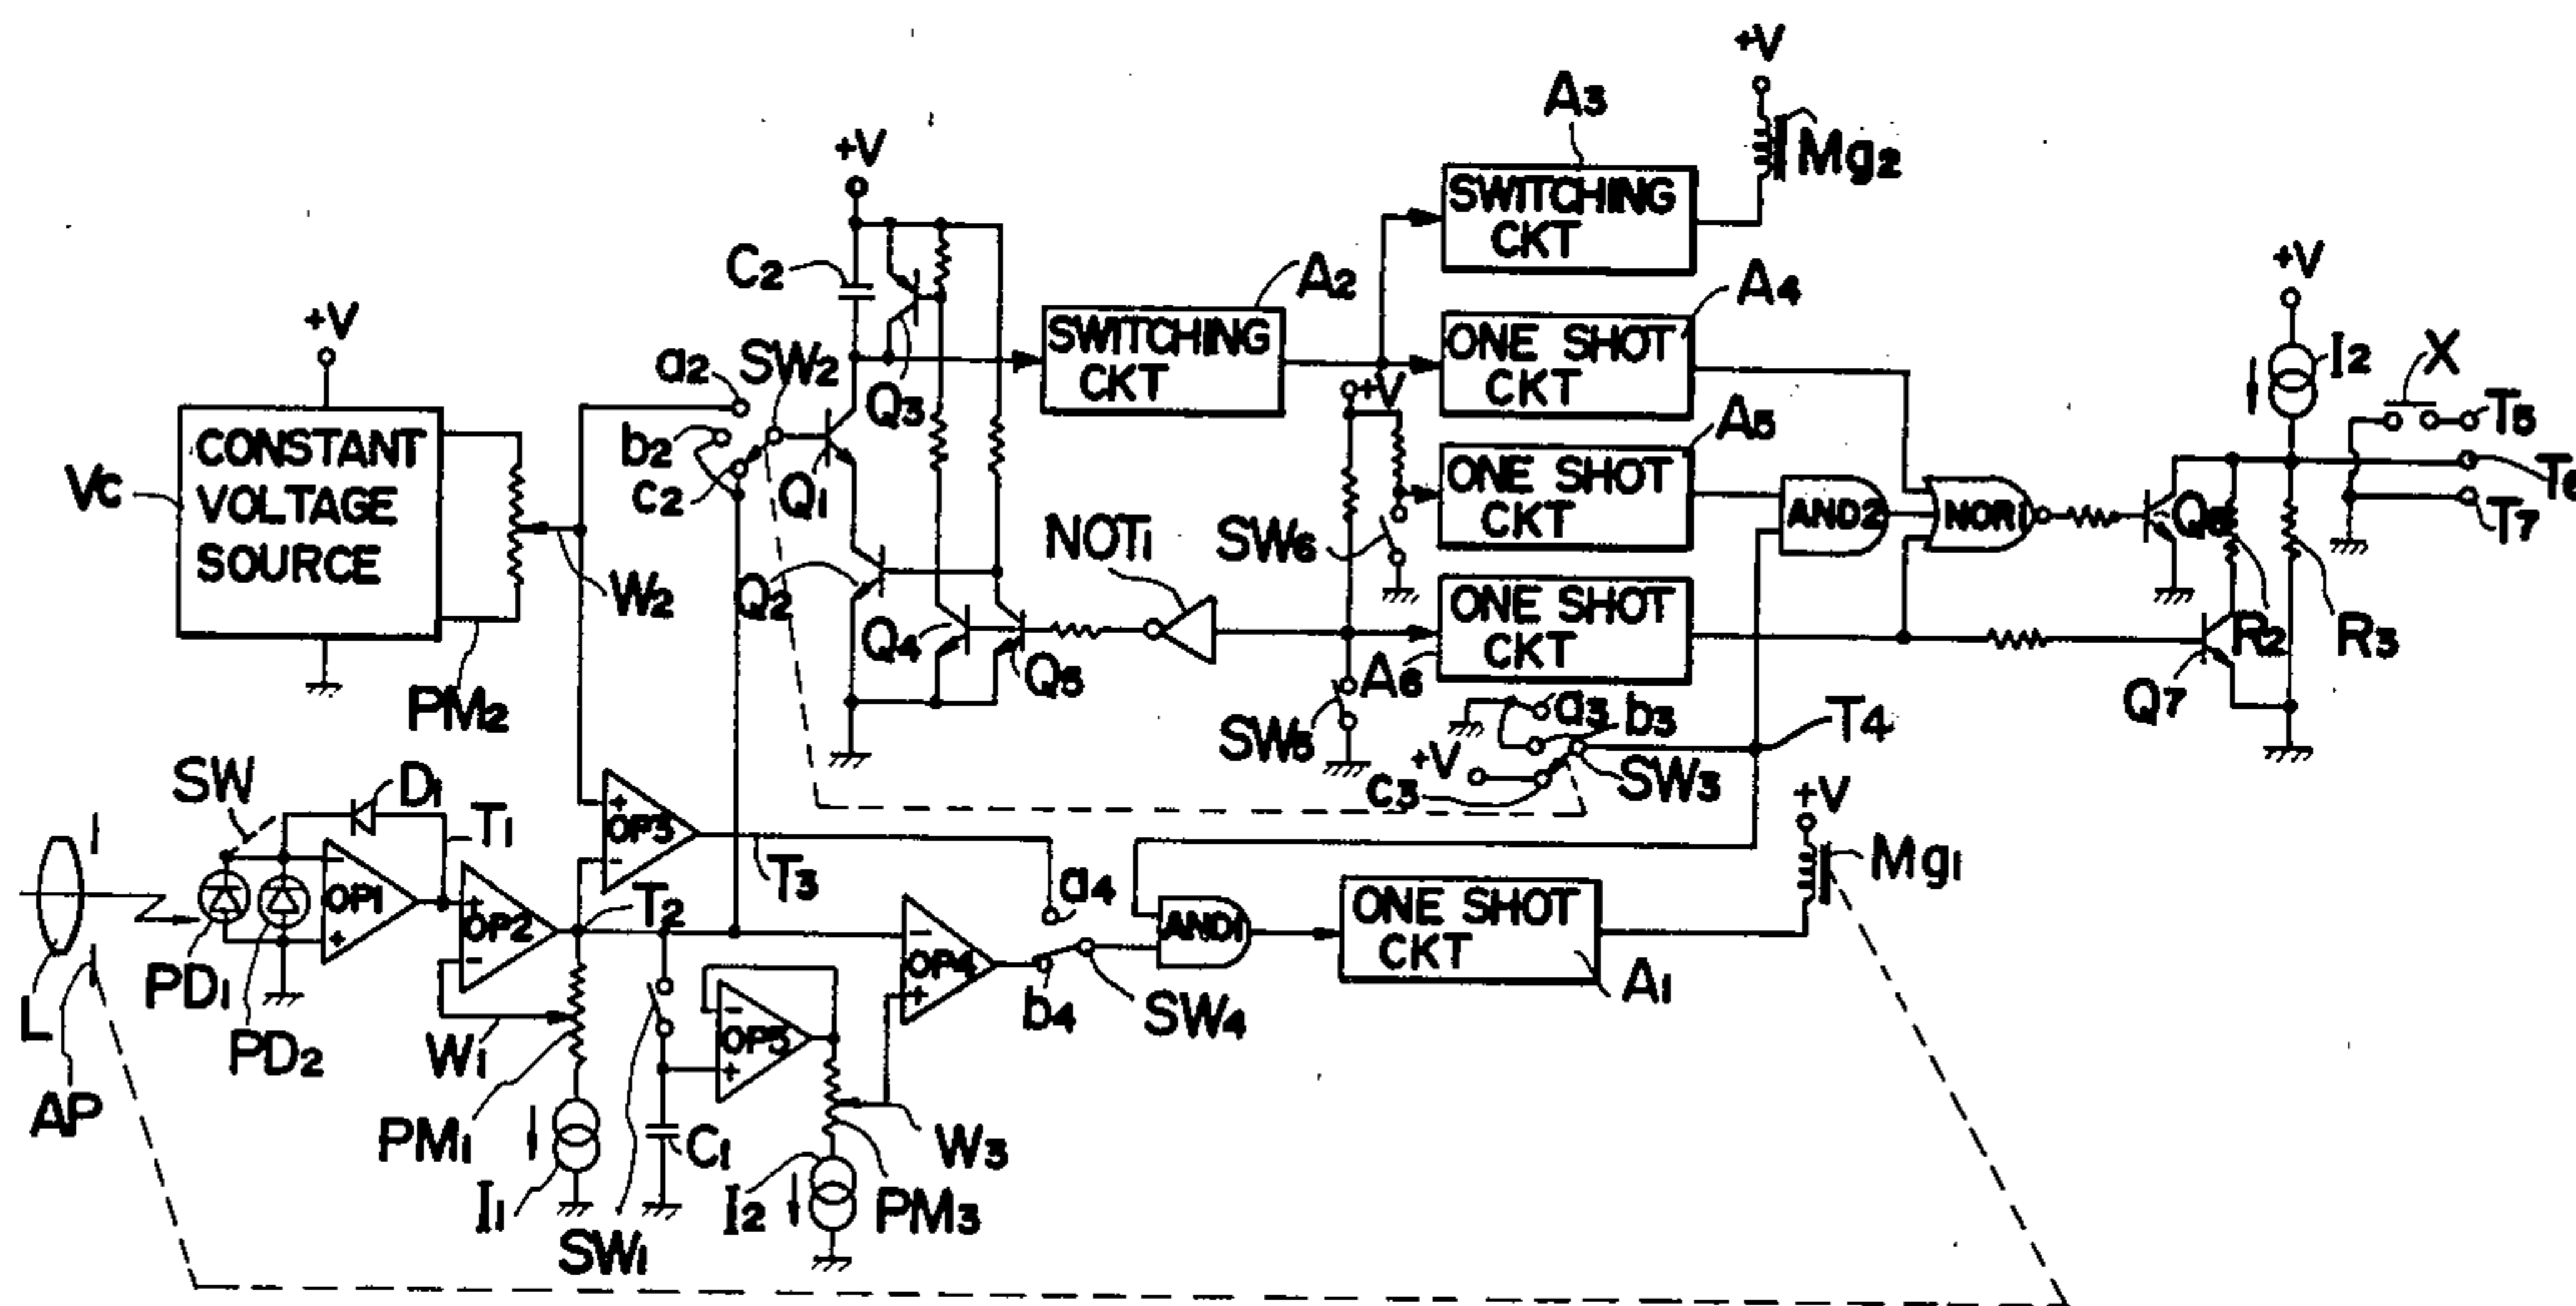 +V
A3
SWITCHING
CKT
Mg2
+V
C2
Q3
SWITCHING
CKT
A2
ONE SHOT
CKT
A4
+V
I2
X
T5
T6
T7
+V
CONSTANT
VOLTAGE
SOURCE
Vc
PM2
W2
a2
b2
c2
SW2
Q1
Q2
Q4
Q5
NOT1
+V
SW6
ONE SHOT
CKT
A5
AND2
NOR1
Q6
R2
R3
ONE SHOT
CKT
A6
SW5
Q7
a3
b3
+V
c3
SW3
T4
SW
D1
T1
L
AP
PD1
PD2
OP1
OP2
T2
W1
PM1
I1
OP3
T3
SW1
C1
OP5
I2
PM3
W3
OP4
a4
b4
SW4
AND1
ONE SHOT
CKT
A1
+V
Mg1